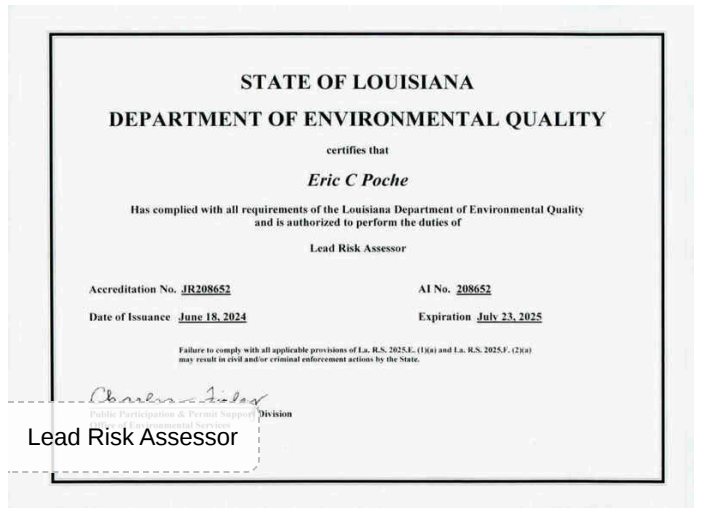 STATE OF LOUISIANA
DEPARTMENT OF ENVIRONMENTAL QUALITY
certifies that
Eric C Poche
Has complied with all requirements of the Louisiana Department of Environmental Quality
and is authorized to perform the duties of
Lead Risk Assessor
Accreditation No. JR208652 AI No. 208652
Date of Issuance June 18, 2024 Expiration July 23, 2025
Failure to comply with all applicable provisions of La. R.S. 2025.E. (1)(a) and La. R.S. 2025.F. (2)(a)
may result in civil and/or criminal enforcement actions by the State.
Public Participation & Permit Support Division
Office of Environmental Services
Lead Risk Assessor